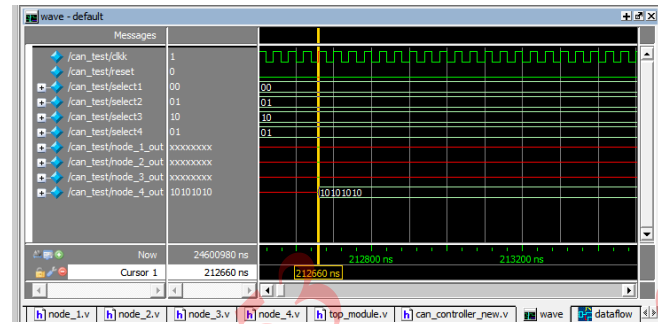 wave - default
Messages
/can_test/clkk 1
/can_test/reset 0
/can_test/select1 00 00
/can_test/select2 01 01
/can_test/select3 10 10
/can_test/select4 01 01
/can_test/node_1_out xxxxxxxx
/can_test/node_2_out xxxxxxxx
/can_test/node_3_out xxxxxxxx
/can_test/node_4_out 10101010 10101010
Now 24600980 ns 212800 ns 213200 ns
Cursor 1 212660 ns 212660 ns
node_1.v node_2.v node_3.v node_4.v top_module.v can_controller_new.v wave dataflow